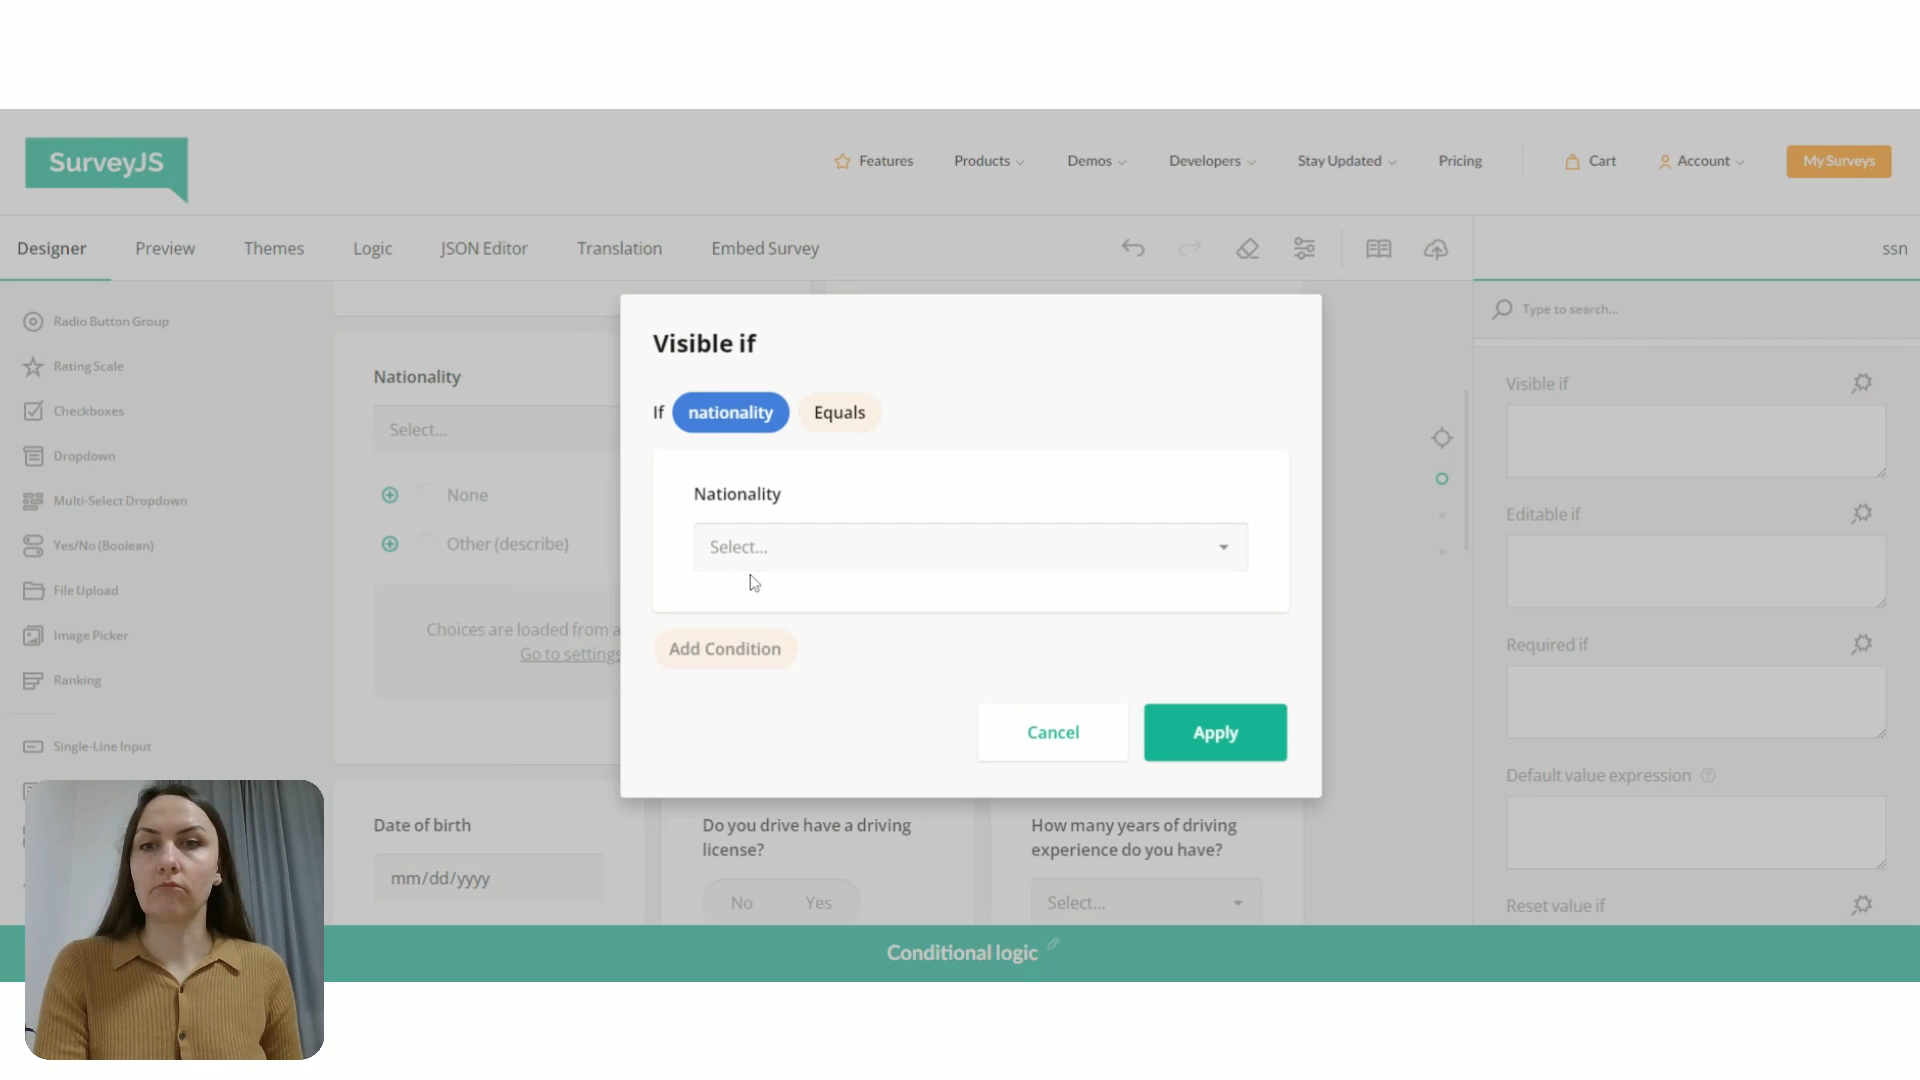 SurveyJS
Features
Products
Demos
Developers
Stay Updated
Pricing
Cart
Account
My Surveys
Designer
Preview
Themes
Logic
JSON Editor
Translation
Embed Survey
ssn
Radio Button Group
Rating Scale
Checkboxes
Dropdown
Multi-Select Dropdown
Yes/No (Boolean)
File Upload
Image Picker
Ranking
Single-Line Input
Nationality
Select...
None
Other (describe)
Choices are loaded from a
Go to settings
Date of birth
mm/dd/yyyy
Do you drive have a driving
license?
No
Yes
How many years of driving
experience do you have?
Select...
Visible if
If nationality Equals
Nationality
Select...
Add Condition
Cancel
Apply
Type to search...
Visible if
Editable if
Required if
Default value expression
Reset value if
Conditional logic